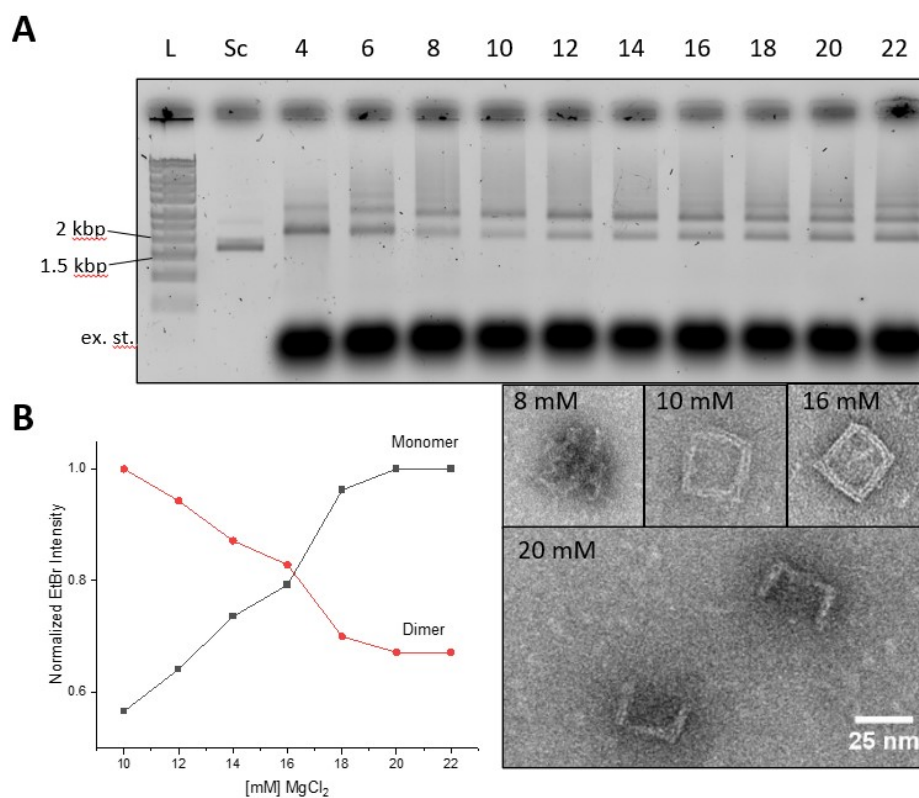 A
L Sc 4 6 8 10 12 14 16 18 20 22
2 kbp
1.5 kbp
ex. st.
B
Monomer
Dimer
1.0
0.8
0.6
Normalized EtBr Intensity
10 12 14 16 18 20 22
[mM] MgCl₂
8 mM
10 mM
16 mM
20 mM
25 nm